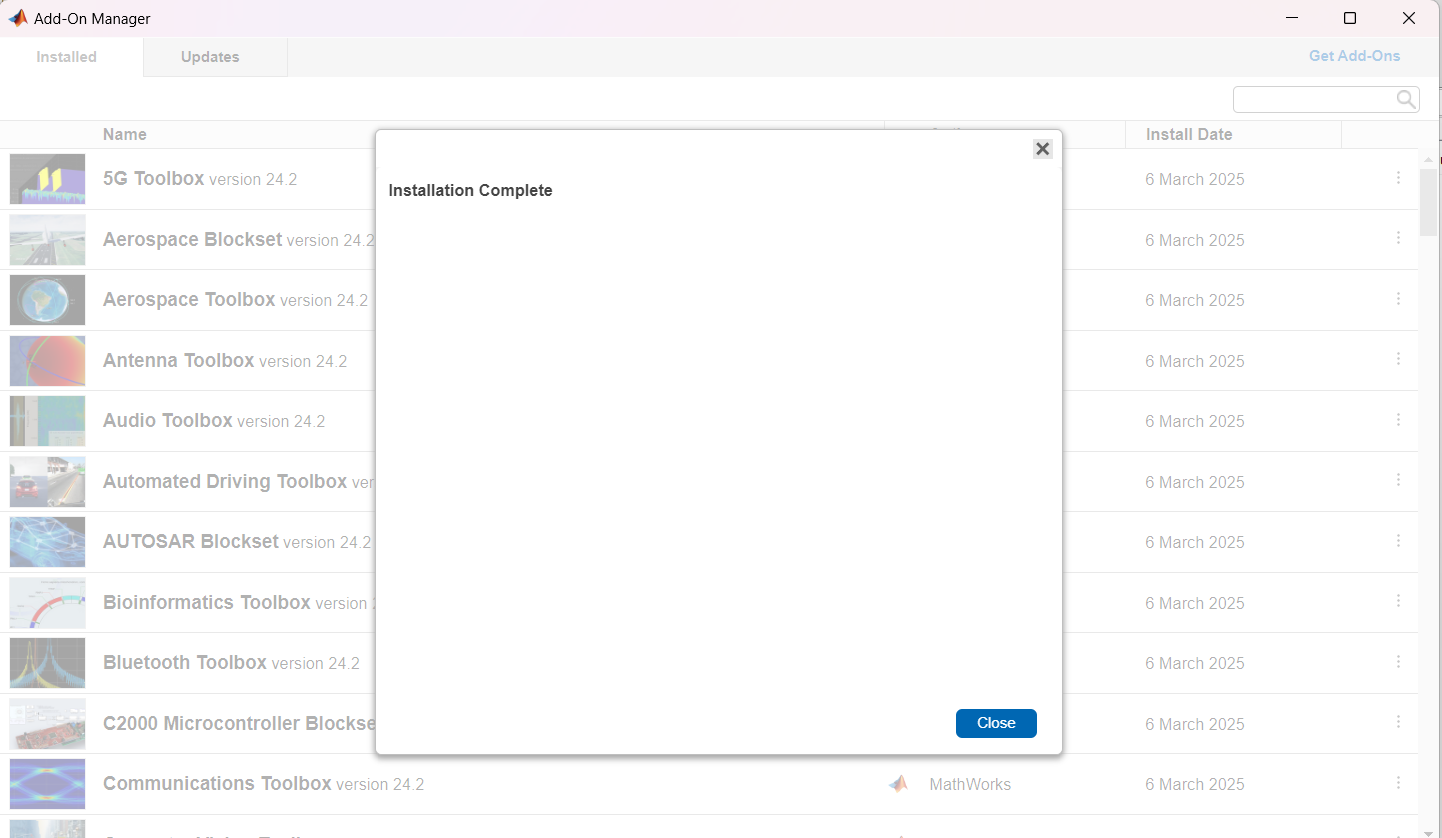 Add-On Manager
Installed Updates Get Add-Ons
Name Install Date
5G Toolbox version 24.2 6 March 2025
Installation Complete
Aerospace Blockset version 24.2 6 March 2025
Aerospace Toolbox version 24.2 6 March 2025
Antenna Toolbox version 24.2 6 March 2025
Audio Toolbox version 24.2 6 March 2025
Automated Driving Toolbox ver 6 March 2025
AUTOSAR Blockset version 24.2 6 March 2025
Bioinformatics Toolbox version 6 March 2025
Bluetooth Toolbox version 24.2 6 March 2025
C2000 Microcontroller Blockse 6 March 2025
Close
Communications Toolbox version 24.2 MathWorks 6 March 2025